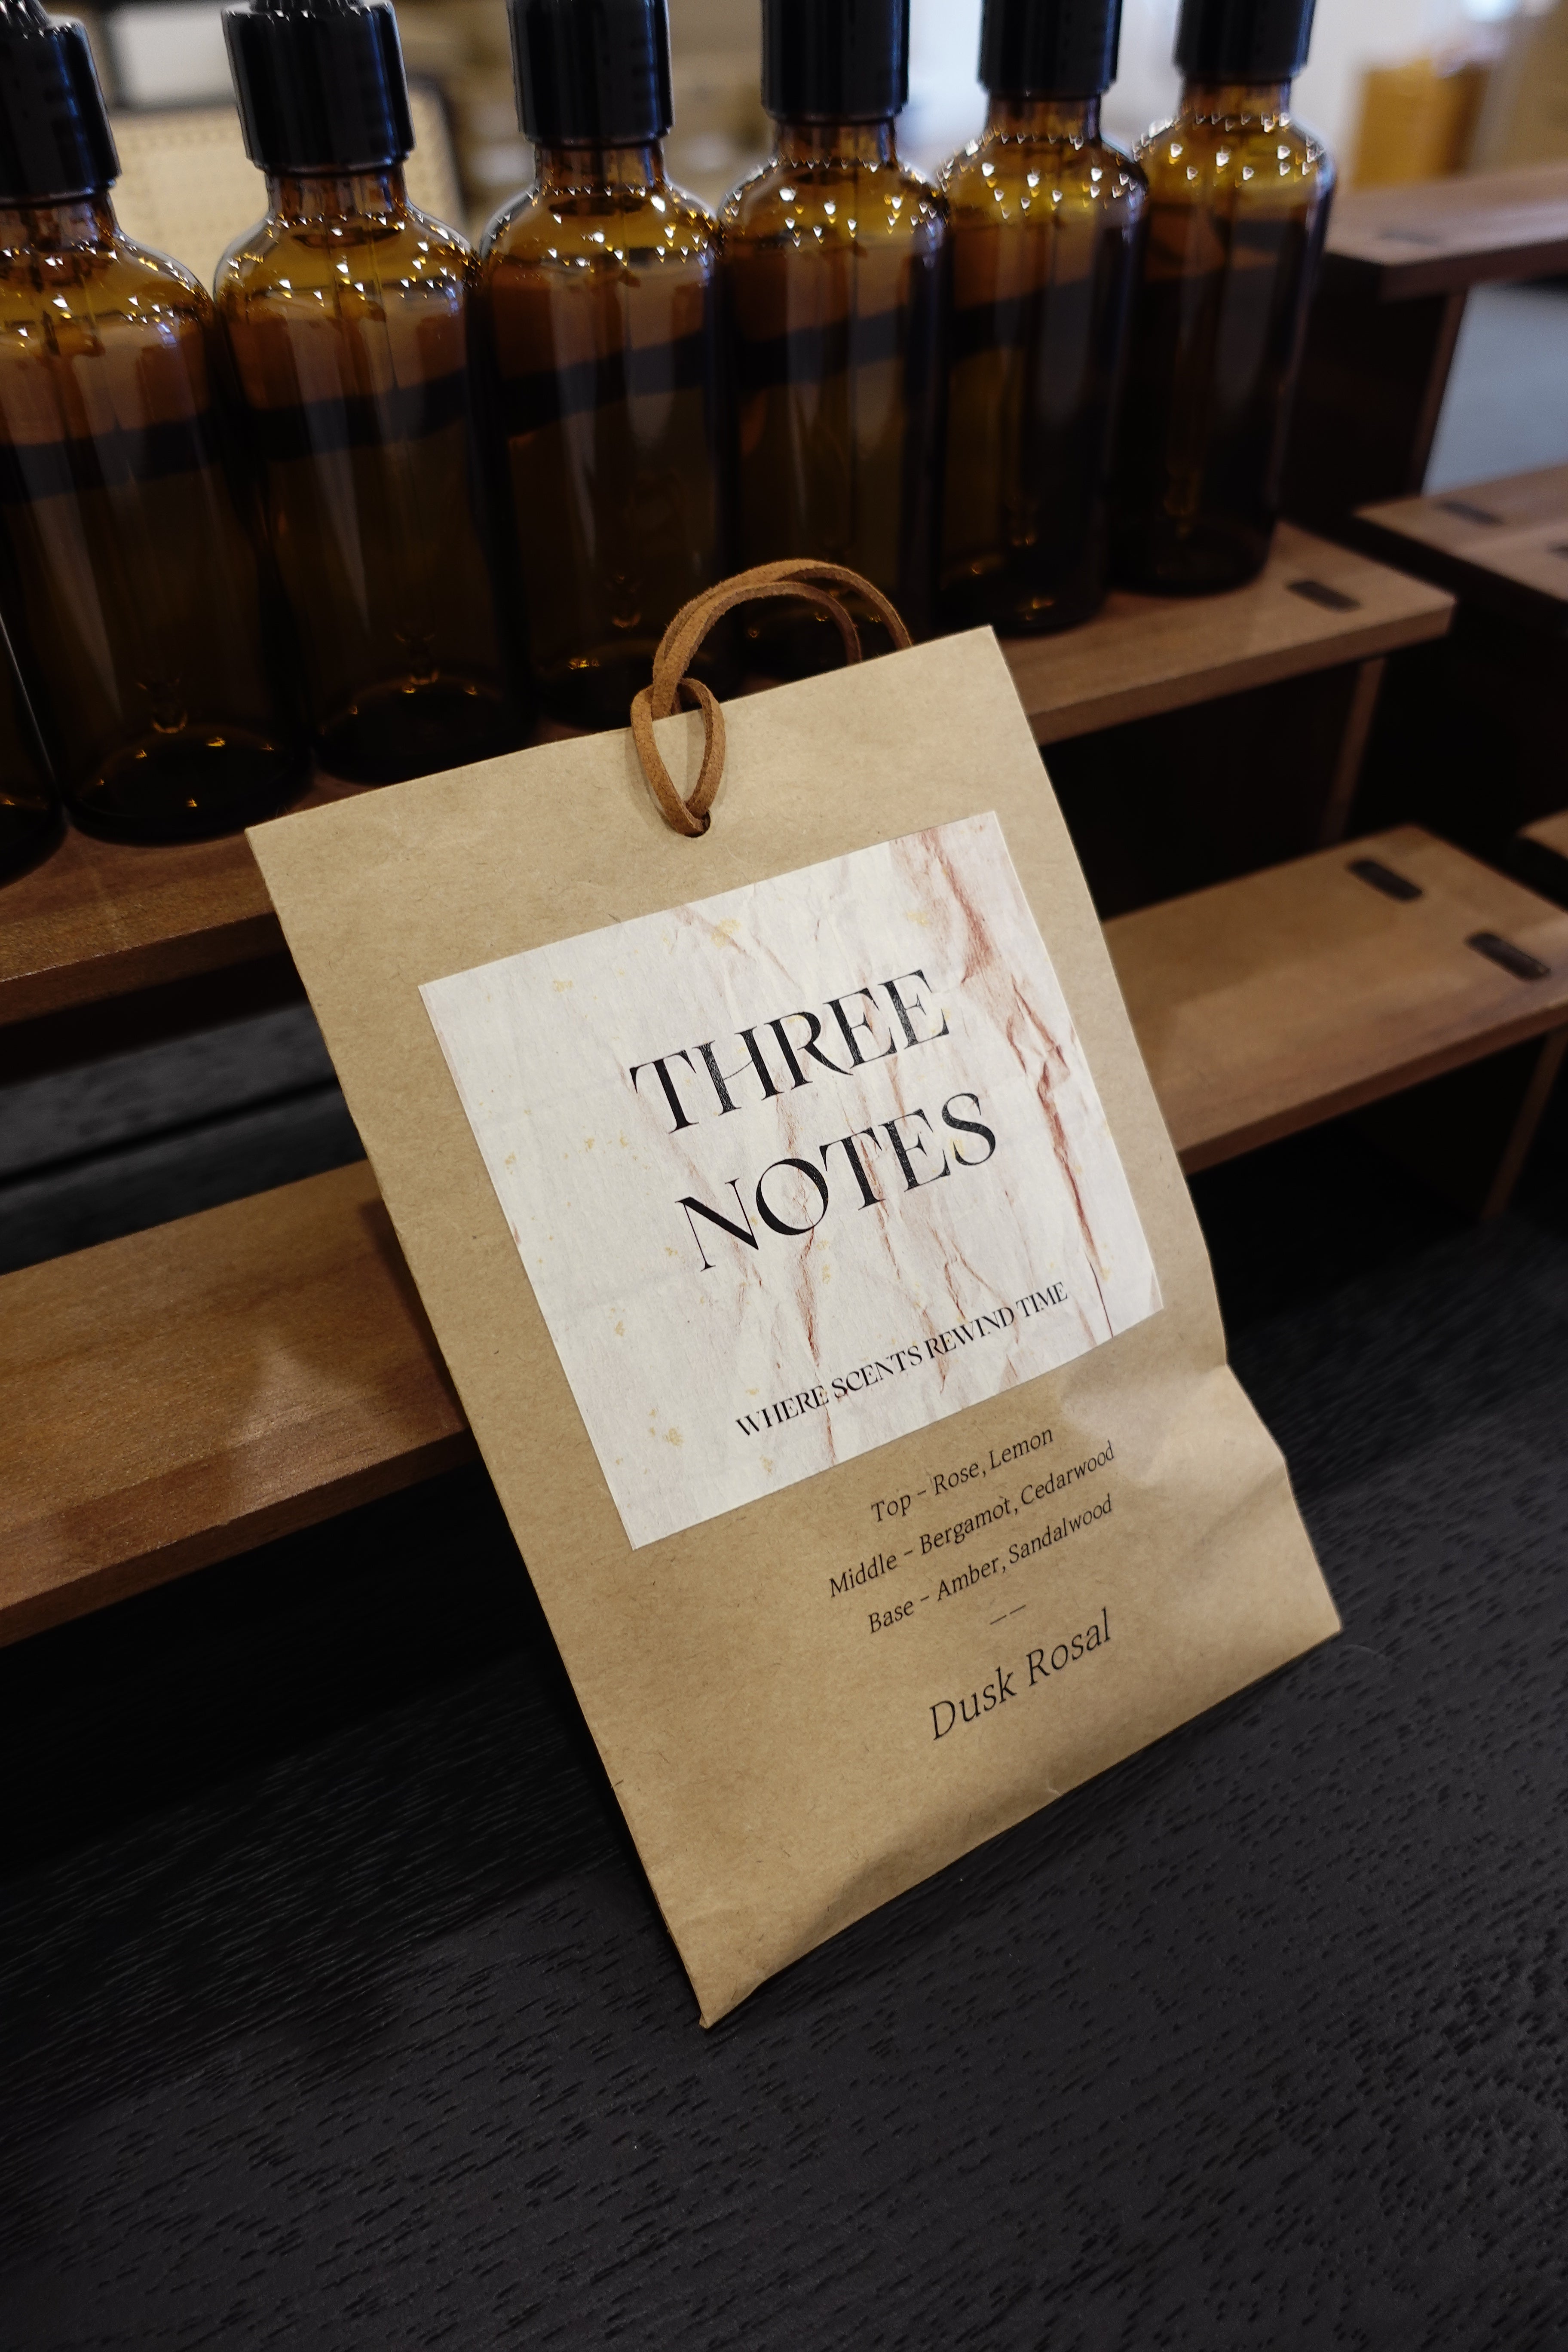 THREE
NOTES
WHERE SCENTS REWIND TIME
Top – Rose, Lemon
Middle – Bergamot, Cedarwood
Base – Amber, Sandalwood
——
Dusk Rosal